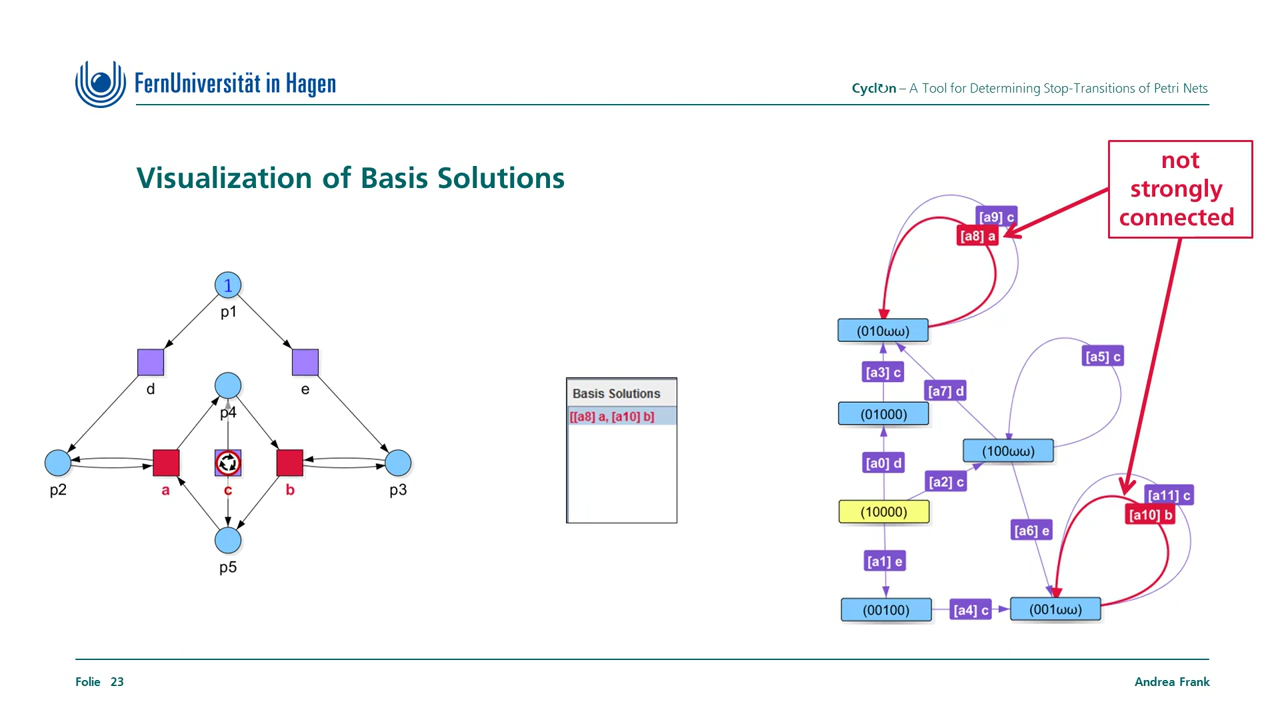 FernUniversität in Hagen
Cycl↻n – A Tool for Determining Stop-Transitions of Petri Nets
Visualization of Basis Solutions
not
strongly
connected
1
p1
d
e
p4
p2
a
c
b
p3
p5
Basis Solutions
[[a8] a, [a10] b]
[a9] c
[a8] a
(010ωω)
[a3] c
[a5] c
[a7] d
(01000)
(100ωω)
[a0] d
[a2] c
(10000)
[a11] c
[a10] b
[a6] e
[a1] e
(00100)
[a4] c
(001ωω)
Folie 23
Andrea Frank